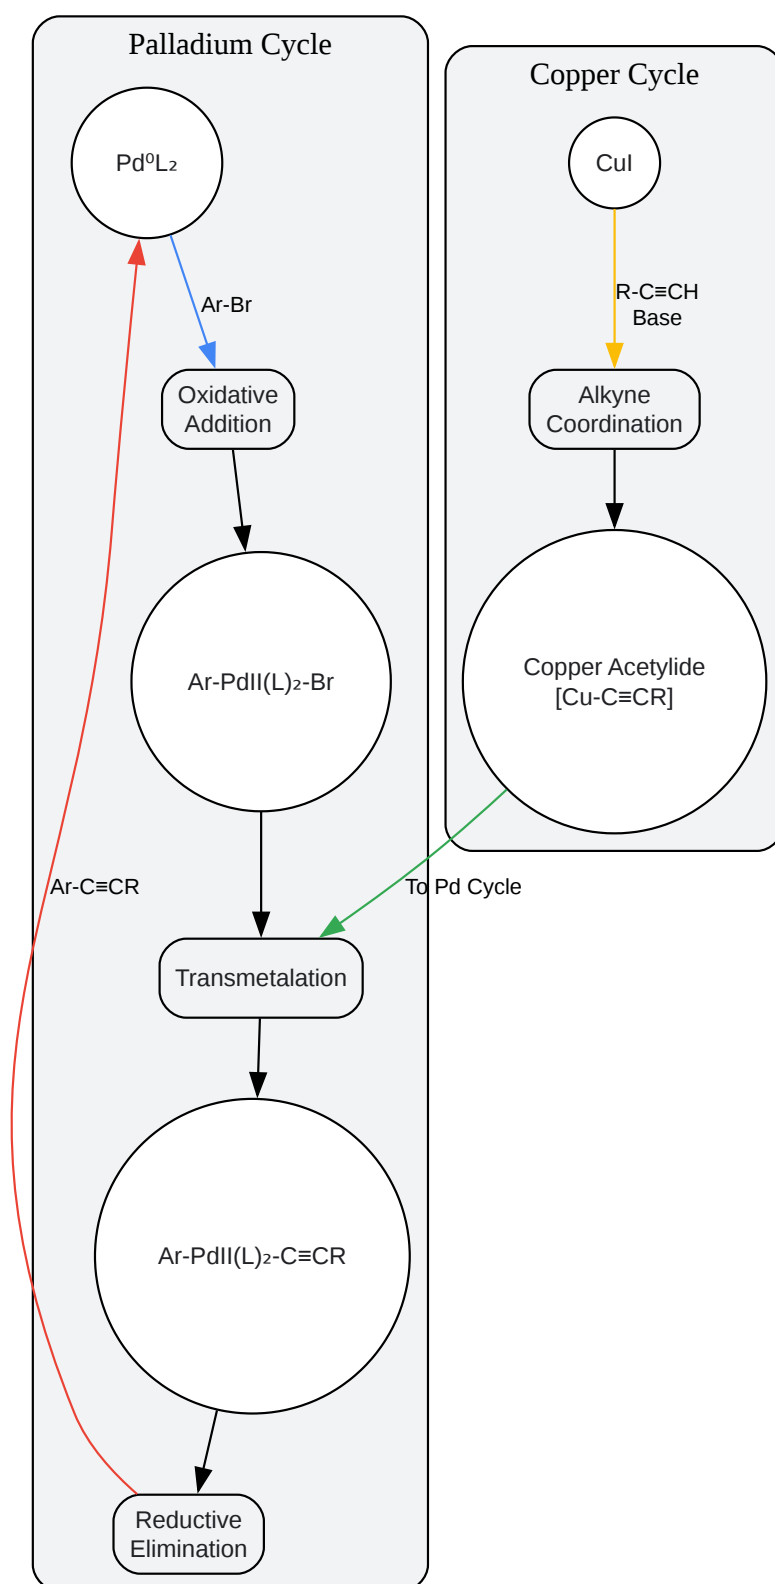 Palladium Cycle
Pd⁰L₂
Ar-Br
Oxidative
Addition
Ar-PdII(L)₂-Br
Transmetalation
Ar-PdII(L)₂-C≡CR
Reductive
Elimination
Ar-C≡CR
Copper Cycle
CuI
R-C≡CH
Base
Alkyne
Coordination
Copper Acetylide
[Cu-C≡CR]
To Pd Cycle